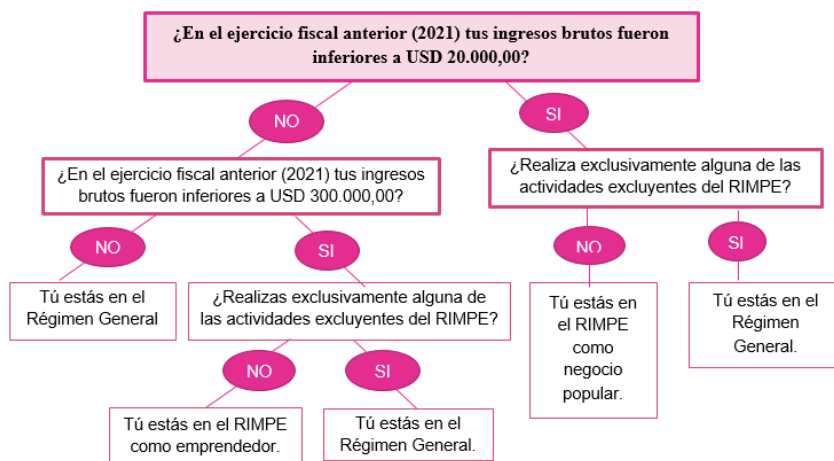 ¿En el ejercicio fiscal anterior (2021) tus ingresos brutos fueron
inferiores a USD 20.000,00?
NO
SI
¿En el ejercicio fiscal anterior (2021) tus ingresos
brutos fueron inferiores a USD 300.000,00?
¿Realiza exclusivamente alguna de las
actividades excluyentes del RIMPE?
NO
SI
NO
SI
Tú estás en el
Régimen General
¿Realizas exclusivamente alguna de
las actividades excluyentes del RIMPE?
Tú estás en
el RIMPE
como
negocio
popular.
Tú estás en el
Régimen
General.
NO
SI
Tú estás en el RIMPE
como emprendedor.
Tú estás en el
Régimen General.